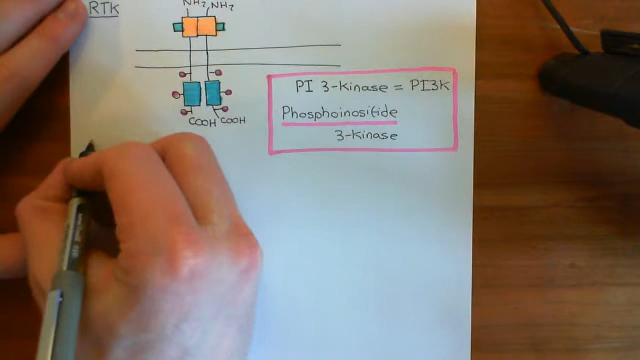 RTK
NH2 NH2
PI 3-kinase = PI3K
Phosphoinositide
3-kinase
COOH COOH